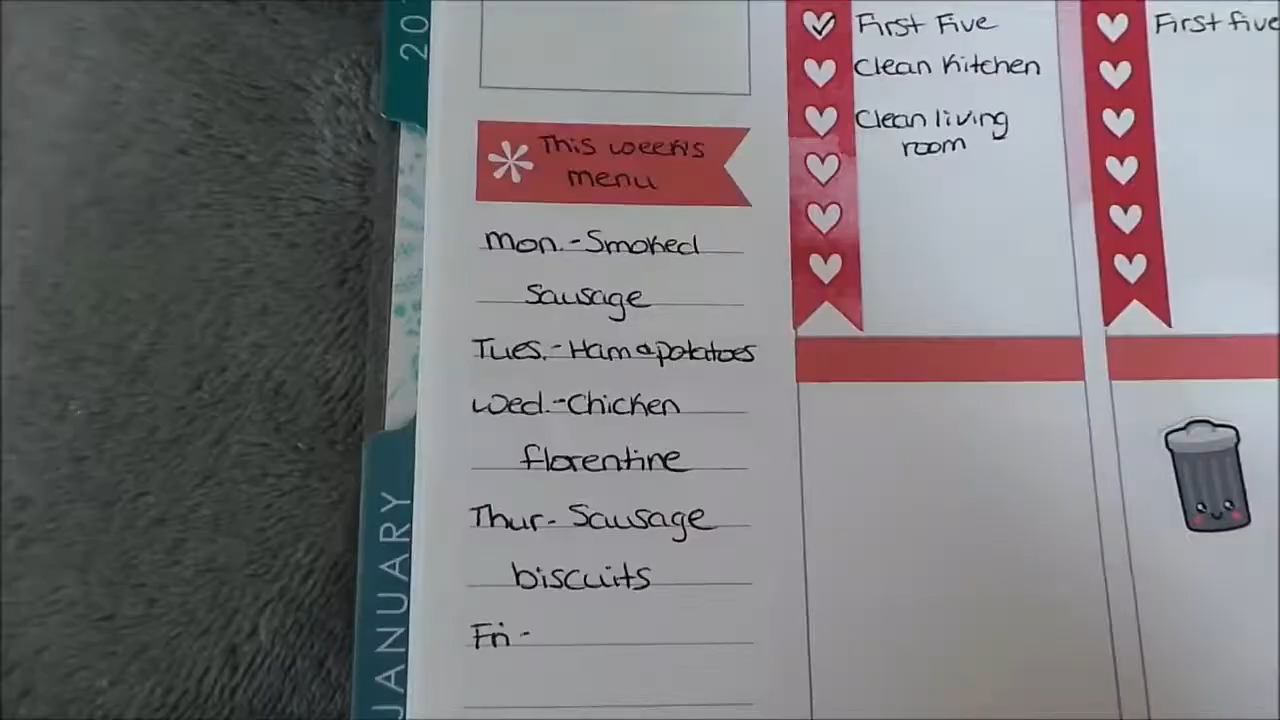 20
JANUARY
This week's
menu
Mon.-Smoked
Sausage
Tues.-Ham & potatoes
Wed.-Chicken
florentine
Thur-Sausage
biscuits
Fri-
First Five
Clean Kitchen
Clean living
room
First five